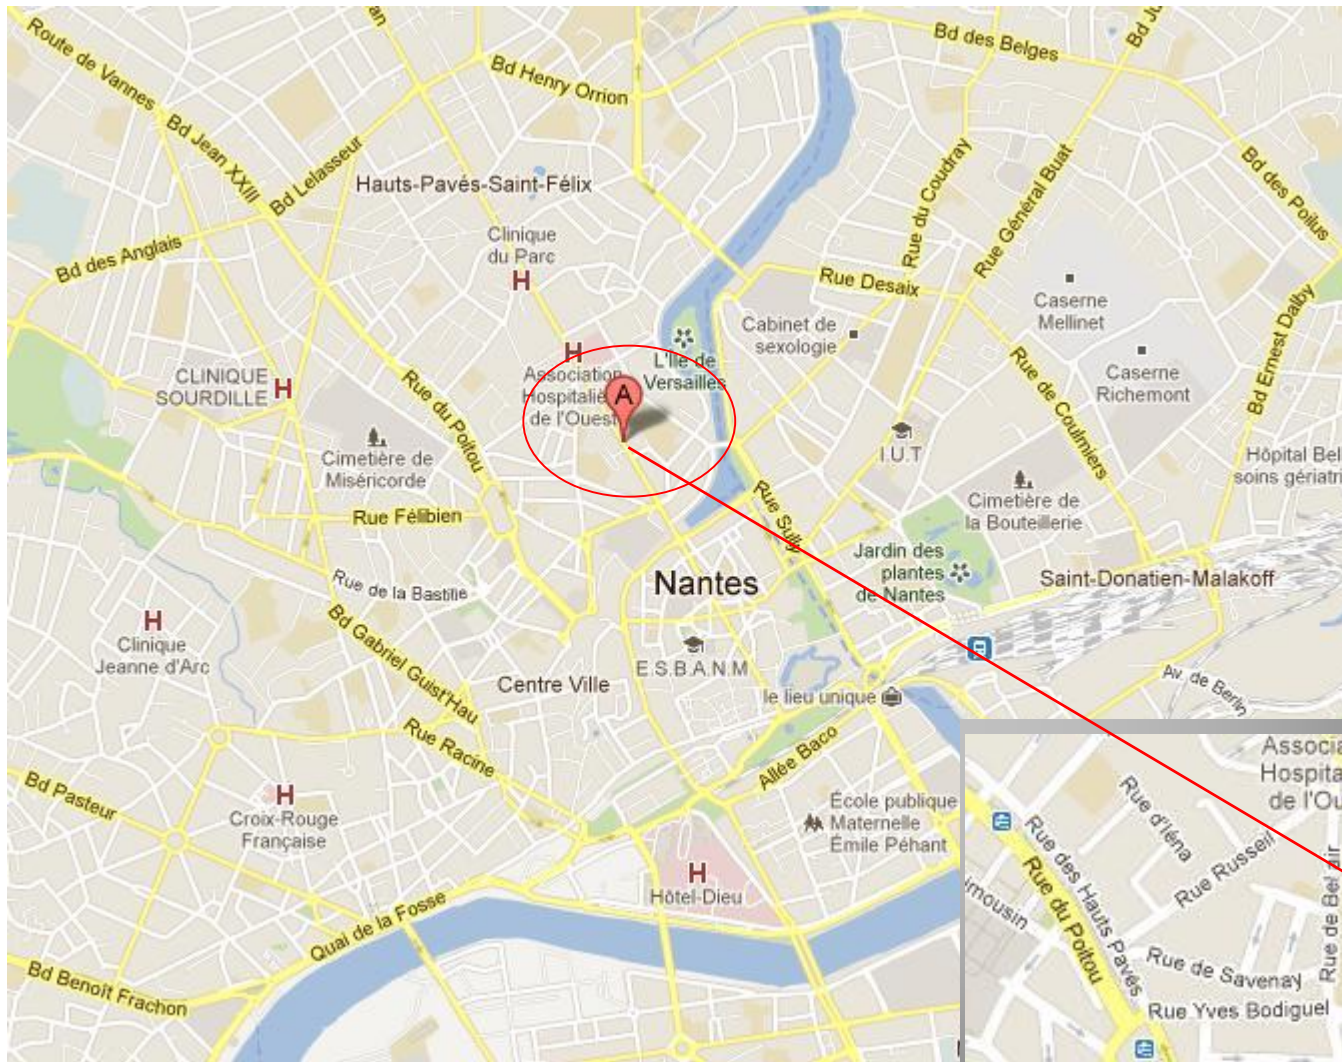 Route de Vannes
Bd Jean XXIII
Bd Lelasseur
Bd des Anglais
Bd Henry Orrion
Bd des Belges
Bd des Poilus
Rue du Coudray
Rue Général Buat
Hauts-Pavés-Saint-Félix
Clinique
du Parc
H
Rue Desaix
Caserne
Mellinet
Cabinet de
sexologie
Caserne
Richemont
Bd Ernest Dalby
H
L'Ile de
Versailles
Association
de l'Ouest
A
CLINIQUE
SOURDILLE
H
Rue du Poitou
Rue de Coulmiers
Cimetière de
Miséricorde
I.U.T
Hôpital Bel
Cimetière de
la Bouteillerie
Rue Félibien
Rue Sully
Jardin des
plantes
de Nantes
Nantes
Saint-Donatien-Malakoff
Rue de la Bastille
H
Clinique
Jeanne d'Arc
Bd Gabriel Guist'Hau
E.S.B.A.N.M
Centre Ville
le lieu unique
Av. de Berlin
Rue Racine
Allée Baco
Bd Pasteur
H
Croix-Rouge
Française
École publique
Maternelle
Émile Péhant
H
Hôtel-Dieu
Quai de la Fosse
Bd Benoît Frachon
Rue d'Iéna
Rue Russeil
Rue des Hauts Pavés
Rue du Poitou
Rue de Bel air
Rue de Savenay
Rue Yves Bodiguel